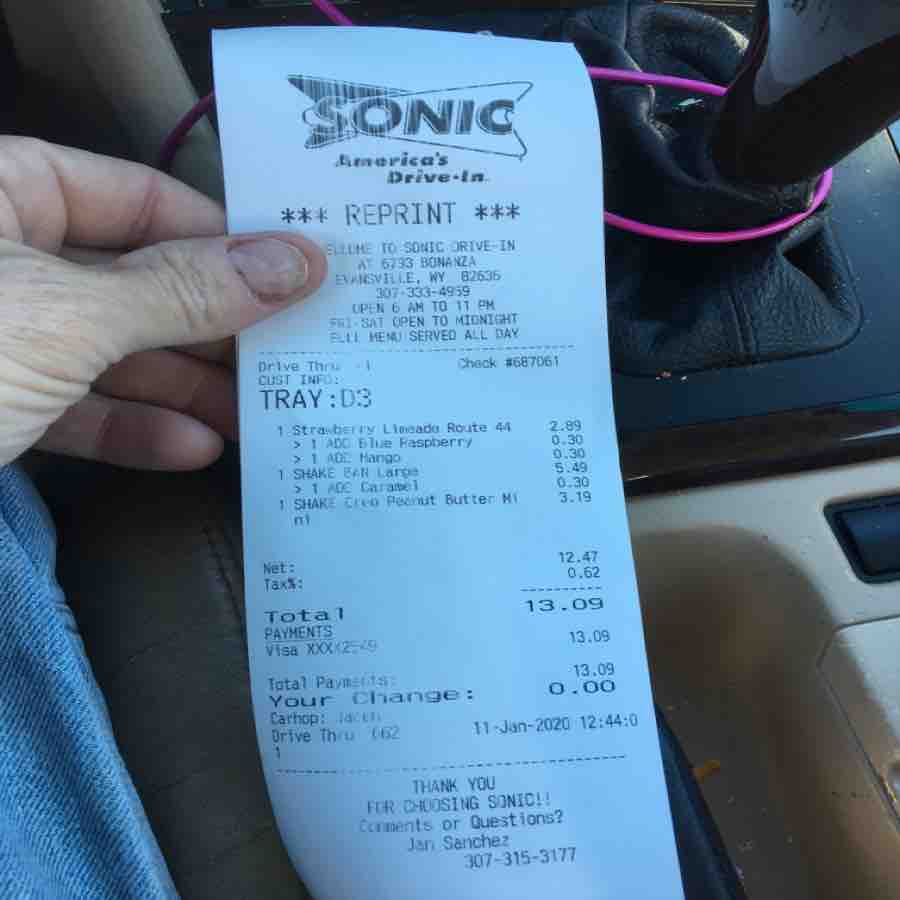 SONIC
America's
Drive-In
*** REPRINT ***
ELCOME TO SONIC DRIVE-IN
AT 6733 BONANZA
EVANSVILLE, WY 82636
307-333-4959
OPEN 6 AM TO 11 PM
FRI-SAT OPEN TO MIDNIGHT
FULL MENU SERVED ALL DAY
Drive Thru -1 Check #687061
CUST INFO:
TRAY:D3
1 Strawberry Limeade Route 44 2.89
> 1 ADD Blue Raspberry 0.30
> 1 ADD Mango 0.30
1 SHAKE Large 5.49
> 1 ADD Caramel 0.30
1 SHAKE Peanut Butter Mi 3.19
ni
Net: 12.47
Tax%: 0.62
Total 13.09
PAYMENTS
Visa XXXX2549 13.09
Total Payments: 13.09
Your Change: 0.00
Carhop:
Drive Thru 662 11-Jan-2020 12:44:0
1
THANK YOU
FOR CHOOSING SONIC!!
Comments or Questions?
Jan Sanchez
307-315-3177